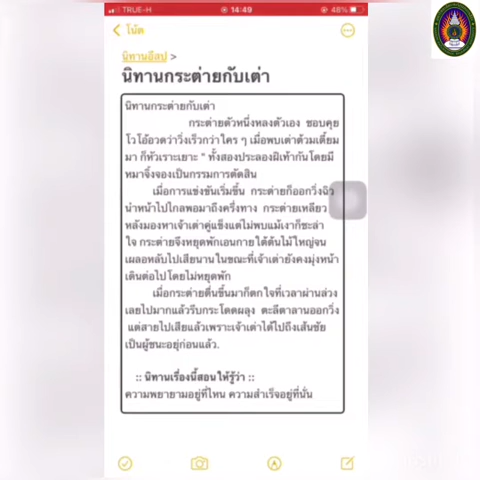 TRUE-H 14:49 48%
โน้ต
นิทานอีสป >
นิทานกระต่ายกับเต่า
นิทานกระต่ายกับเต่า
กระต่ายตัวหนึ่งหลงตัวเอง ชอบคุย
โวโอ้อวดว่าวิ่งเร็วกว่าใคร ๆ เมื่อพบเต่าต้วมเตี้ยม
มา ก็หัวเราะเยาะ " ทั้งสองประลองฝีเท้ากันโดยมี
หมาจิ้งจองเป็นกรรมการตัดสิน
เมื่อการแข่งขันเริ่มขึ้น กระต่ายก็ออกวิ่งฉิว
นำหน้าไปไกลพอมาถึงครึ่งทาง กระต่ายเหลียว
หลังมองหาเจ้าเต่าคู่แข็งแต่ไม่พบแม้เงาก็ชะล่า
ใจ กระต่ายจึงหยุดพักเอนกายใต้ต้นไม้ใหญ่จน
เผลอหลับไปเสียนานในขณะที่เจ้าเต่ายังคงมุ่งหน้า
เดินต่อไปโดยไม่หยุดพัก
เมื่อกระต่ายตื่นขึ้นมาก็ตกใจที่เวลาผ่านล่วง
เลยไปมากแล้วรีบกระโดดผลุง ตะลีตาลานออกวิ่ง
แต่สายไปเสียแล้วเพราะเจ้าเต่าได้ไปถึงเส้นชัย
เป็นผู้ชนะอยู่ก่อนแล้ว.
:: นิทานเรื่องนี้สอนให้รู้ว่า ::
ความพยายามอยู่ที่ไหน ความสำเร็จอยู่ที่นั่น